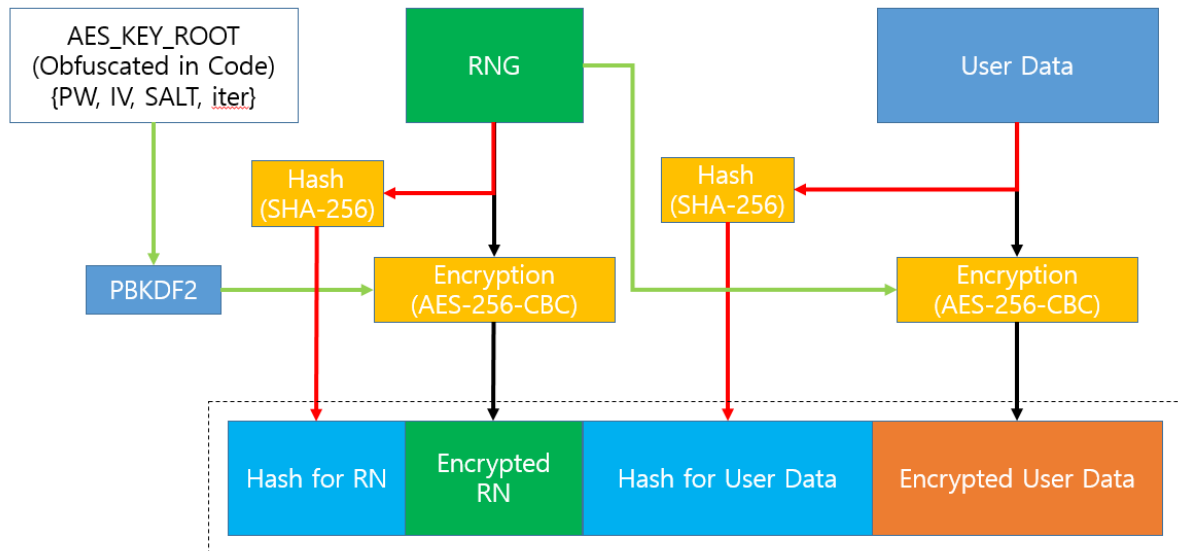 AES_KEY_ROOT
(Obfuscated in Code)
{PW, IV, SALT, iter}
RNG
User Data
Hash
(SHA-256)
Hash
(SHA-256)
PBKDF2
Encryption
(AES-256-CBC)
Encryption
(AES-256-CBC)
Hash for RN
Encrypted
RN
Hash for User Data
Encrypted User Data